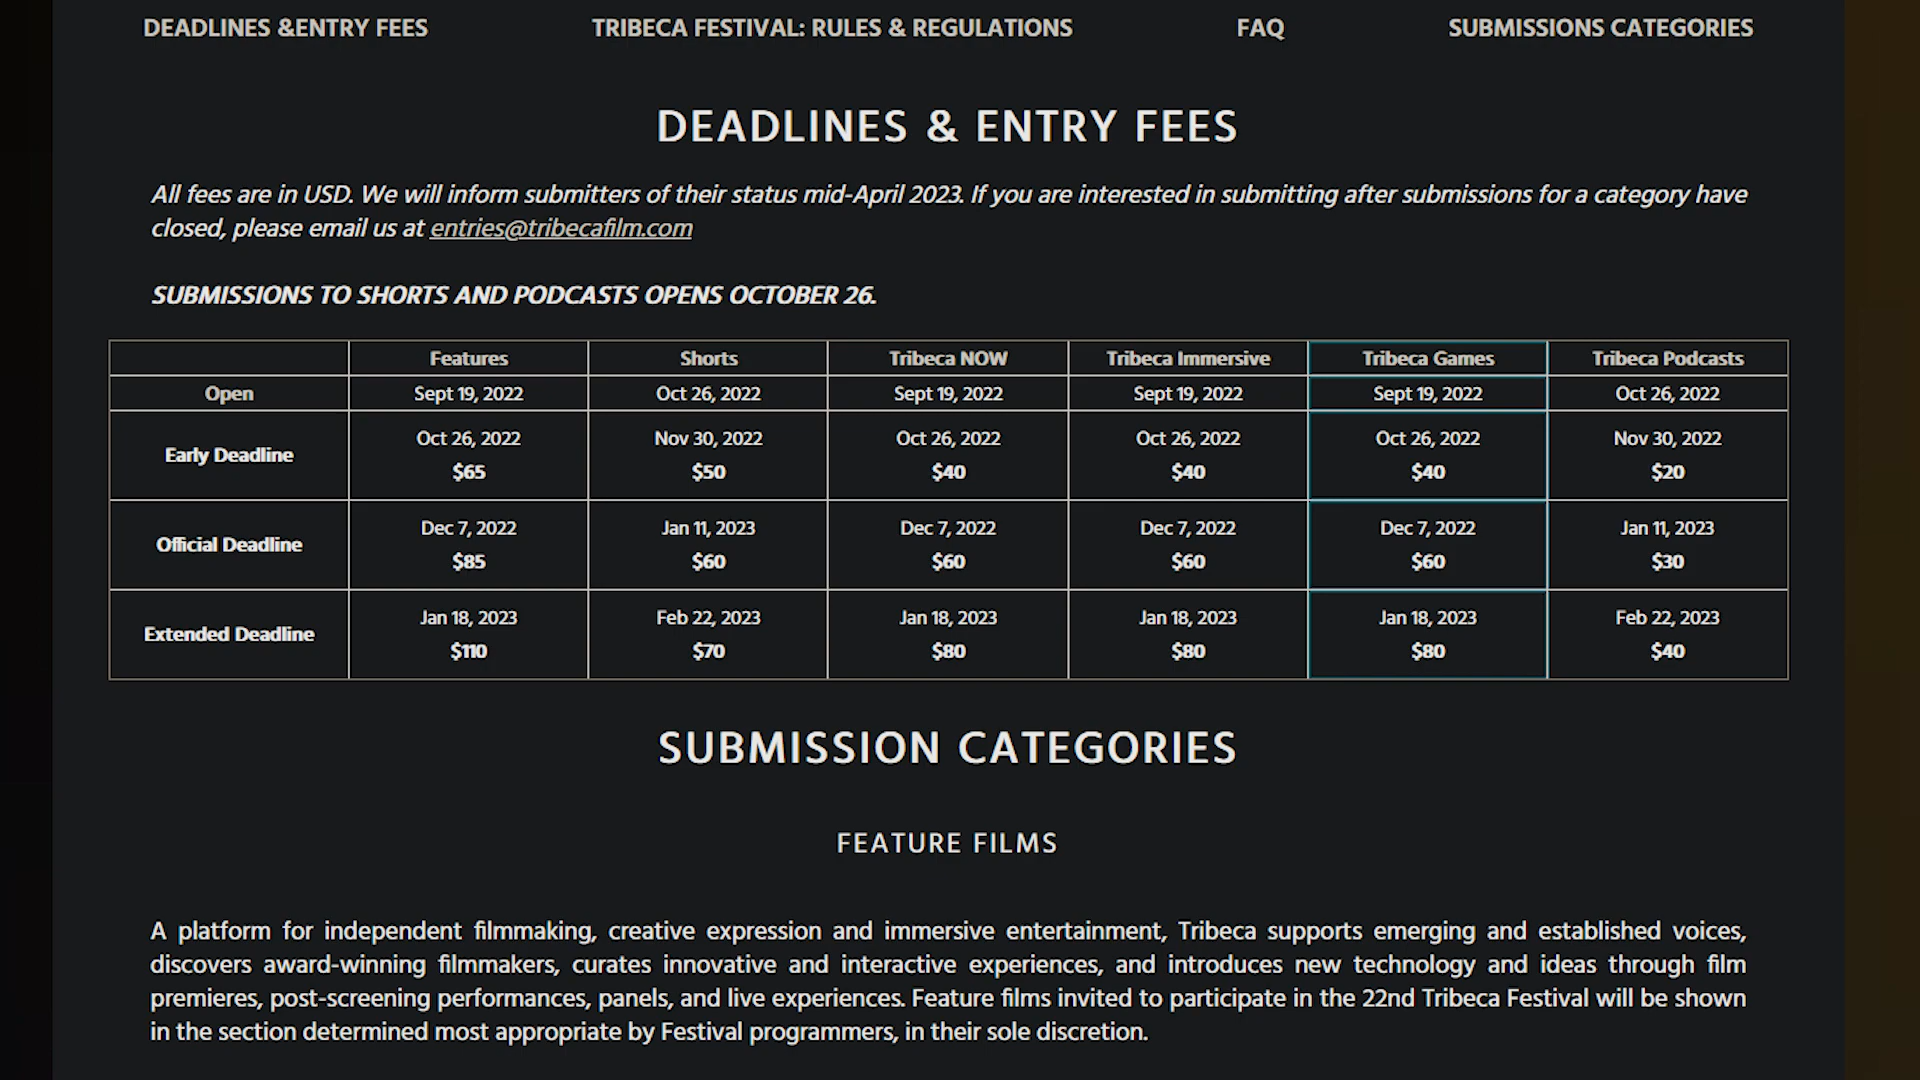 DEADLINES &ENTRY FEES TRIBECA FESTIVAL: RULES & REGULATIONS FAQ SUBMISSIONS CATEGORIES
DEADLINES & ENTRY FEES
All fees are in USD. We will inform submitters of their status mid-April 2023. If you are interested in submitting after submissions for a category have
closed, please email us at entries@tribecafilm.com
SUBMISSIONS TO SHORTS AND PODCASTS OPENS OCTOBER 26.
Features Shorts Tribeca NOW Tribeca Immersive Tribeca Games Tribeca Podcasts
Open Sept 19, 2022 Oct 26, 2022 Sept 19, 2022 Sept 19, 2022 Sept 19, 2022 Oct 26, 2022
Early Deadline Oct 26, 2022 Nov 30, 2022 Oct 26, 2022 Oct 26, 2022 Oct 26, 2022 Nov 30, 2022
$65 $50 $40 $40 $40 $20
Official Deadline Dec 7, 2022 Jan 11, 2023 Dec 7, 2022 Dec 7, 2022 Dec 7, 2022 Jan 11, 2023
$85 $60 $60 $60 $60 $30
Extended Deadline Jan 18, 2023 Feb 22, 2023 Jan 18, 2023 Jan 18, 2023 Jan 18, 2023 Feb 22, 2023
$110 $70 $80 $80 $80 $40
SUBMISSION CATEGORIES
FEATURE FILMS
A platform for independent filmmaking, creative expression and immersive entertainment, Tribeca supports emerging and established voices,
discovers award-winning filmmakers, curates innovative and interactive experiences, and introduces new technology and ideas through film
premieres, post-screening performances, panels, and live experiences. Feature films invited to participate in the 22nd Tribeca Festival will be shown
in the section determined most appropriate by Festival programmers, in their sole discretion.